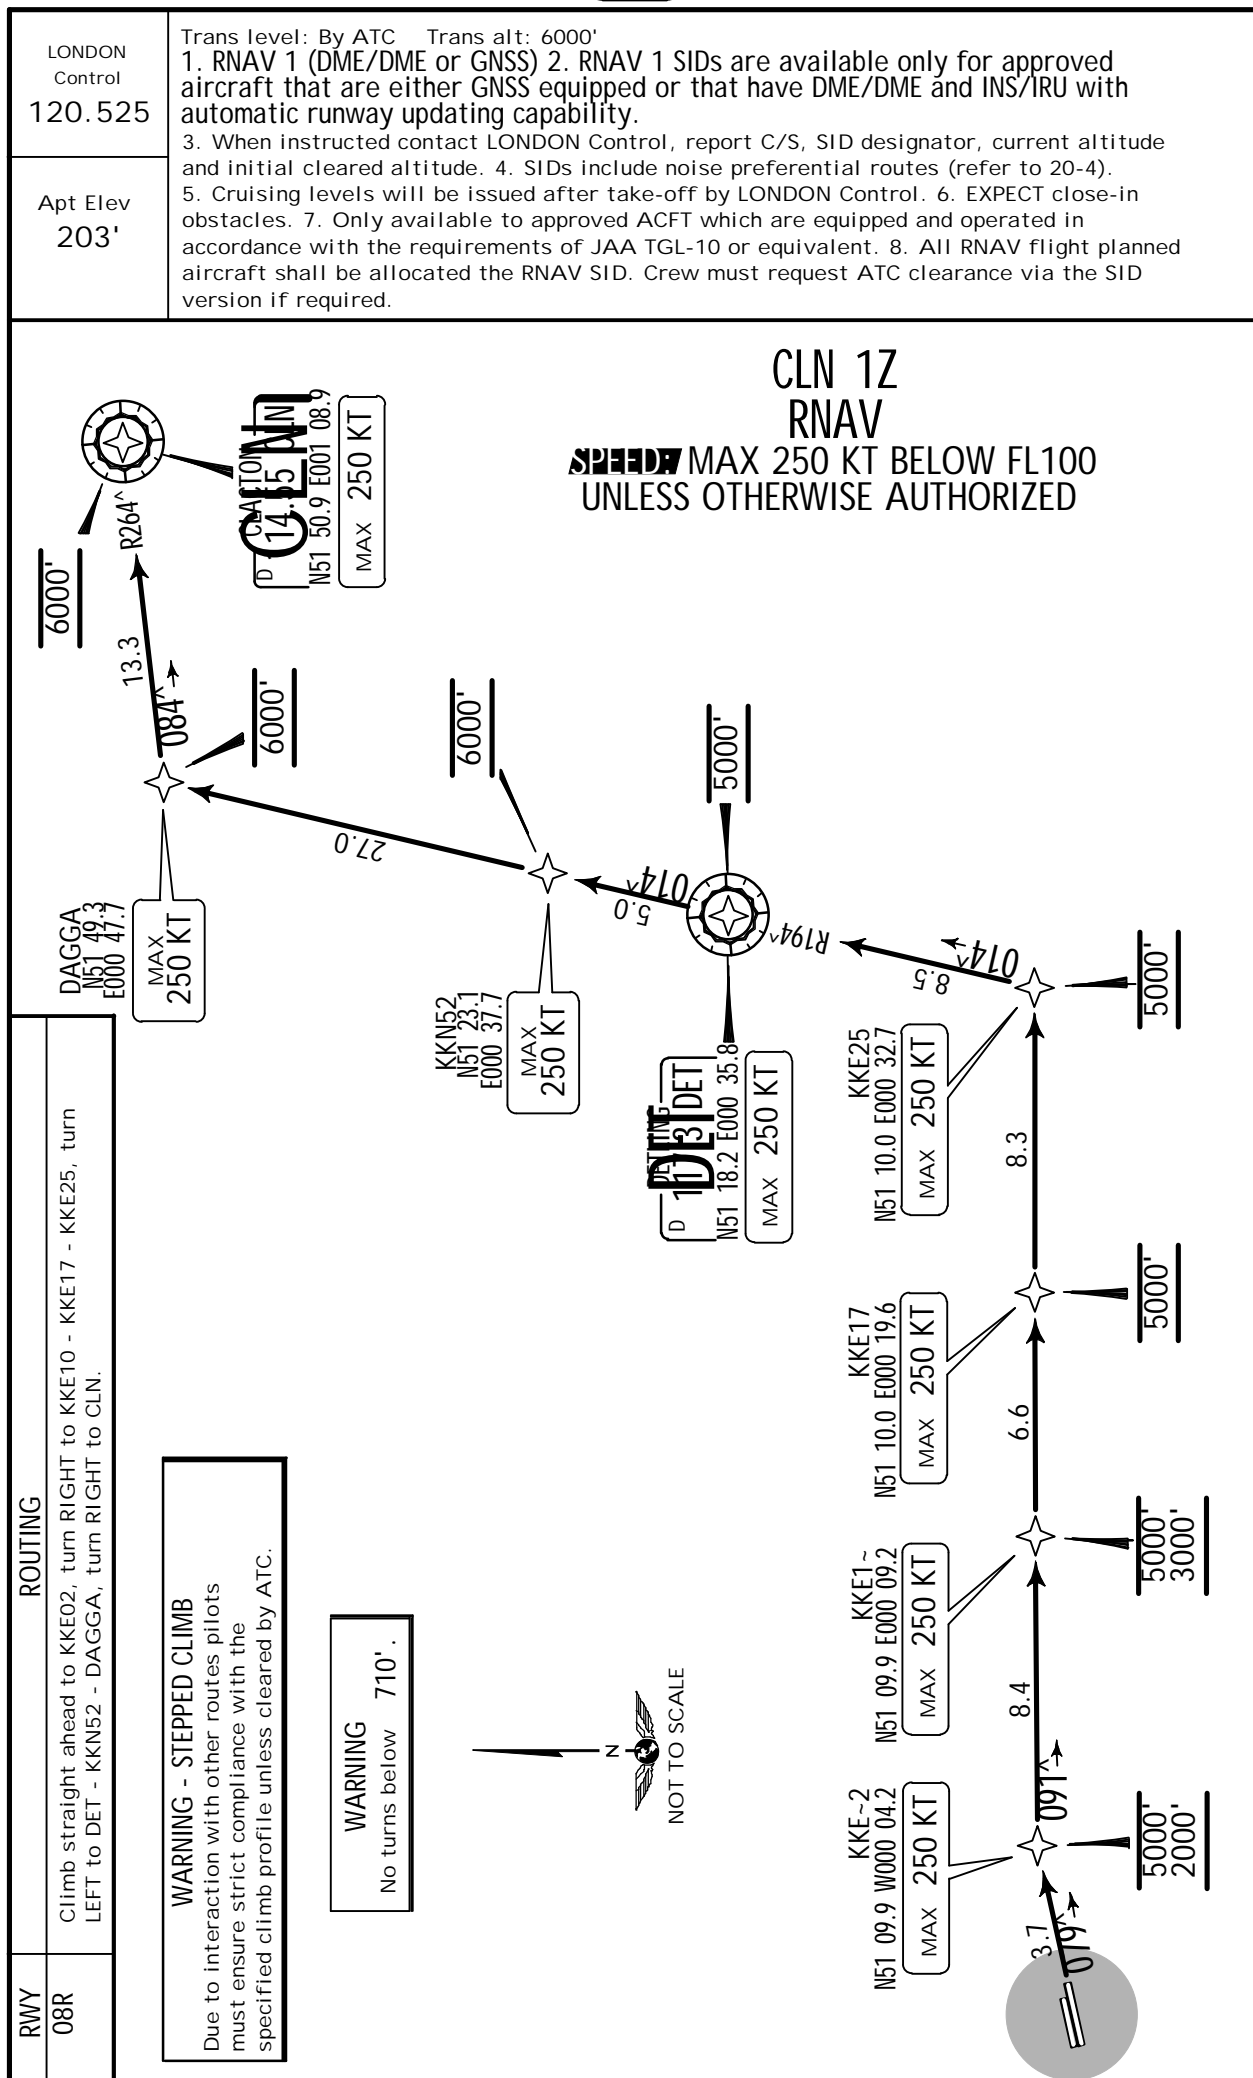 LONDON
Control
120.525
Apt Elev
203'
Trans level: By ATC Trans alt: 6000'
1. RNAV 1 (DME/DME or GNSS) 2. RNAV 1 SIDs are available only for approved
aircraft that are either GNSS equipped or that have DME/DME and INS/IRU with
automatic runway updating capability.
3. When instructed contact LONDON Control, report C/S, SID designator, current altitude
and initial cleared altitude. 4. SIDs include noise preferential routes (refer to 20-4).
5. Cruising levels will be issued after take-off by LONDON Control. 6. EXPECT close-in
obstacles. 7. Only available to approved ACFT which are equipped and operated in
accordance with the requirements of JAA TGL-10 or equivalent. 8. All RNAV flight planned
aircraft shall be allocated the RNAV SID. Crew must request ATC clearance via the SID
version if required.
CLN 1Z
RNAV
SPEED: MAX 250 KT BELOW FL100
UNLESS OTHERWISE AUTHORIZED
CLACTON
D
CLN
N51 50.9 E001 08.9
MAX 250 KT
6000'
R264^
13.3
084^
6000'
DAGGA
N51 49.3
E000 47.7
MAX
250 KT
27.0
6000'
KKN52
N51 23.1
E000 37.7
MAX
250 KT
5.0
014^
5000'
DETLING
D
DET
N51 18.2 E000 35.8
MAX 250 KT
R194^
8.5
014^
5000'
KKE25
N51 10.0 E000 32.7
MAX 250 KT
8.3
5000'
KKE17
N51 10.0 E000 19.6
MAX 250 KT
6.6
5000'
3000'
KKE1~
N51 09.9 E000 09.2
MAX 250 KT
8.4
091^
5000'
2000'
KKE~2
N51 09.9 W000 04.2
MAX 250 KT
3.7
079^
RWY
ROUTING
08R
Climb straight ahead to KKE02, turn RIGHT to KKE10 - KKE17 - KKE25, turn
LEFT to DET - KKN52 - DAGGA, turn RIGHT to CLN.
WARNING - STEPPED CLIMB
Due to interaction with other routes pilots
must ensure strict compliance with the
specified climb profile unless cleared by ATC.
WARNING
No turns below 710'.
N
NOT TO SCALE